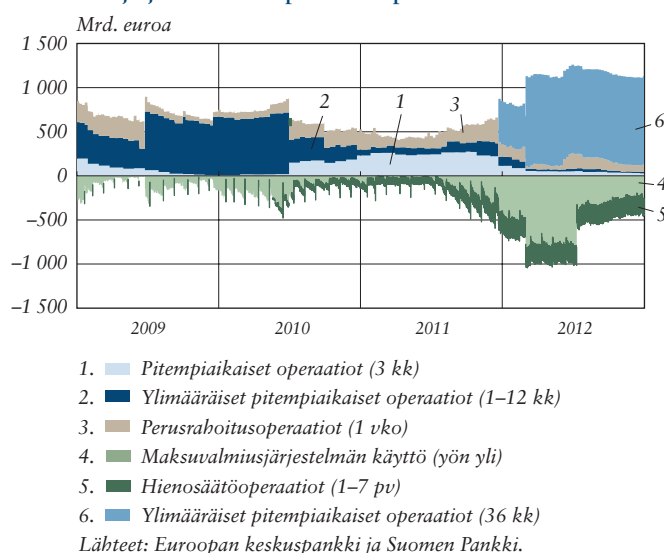 Mrd. euroa
1 500
1 000
500
0
–500
–1 000
–1 500
2 1 3
6
4
5
2009 2010 2011 2012
1. Pitempiaikaiset operaatiot (3 kk)
2. Ylimääräiset pitempiaikaiset operaatiot (1–12 kk)
3. Perusrahoitusoperaatiot (1 vko)
4. Maksuvalmiusjärjestelmän käyttö (yön yli)
5. Hienosäätöoperaatiot (1–7 pv)
6. Ylimääräiset pitempiaikaiset operaatiot (36 kk)
Lähteet: Euroopan keskuspankki ja Suomen Pankki.